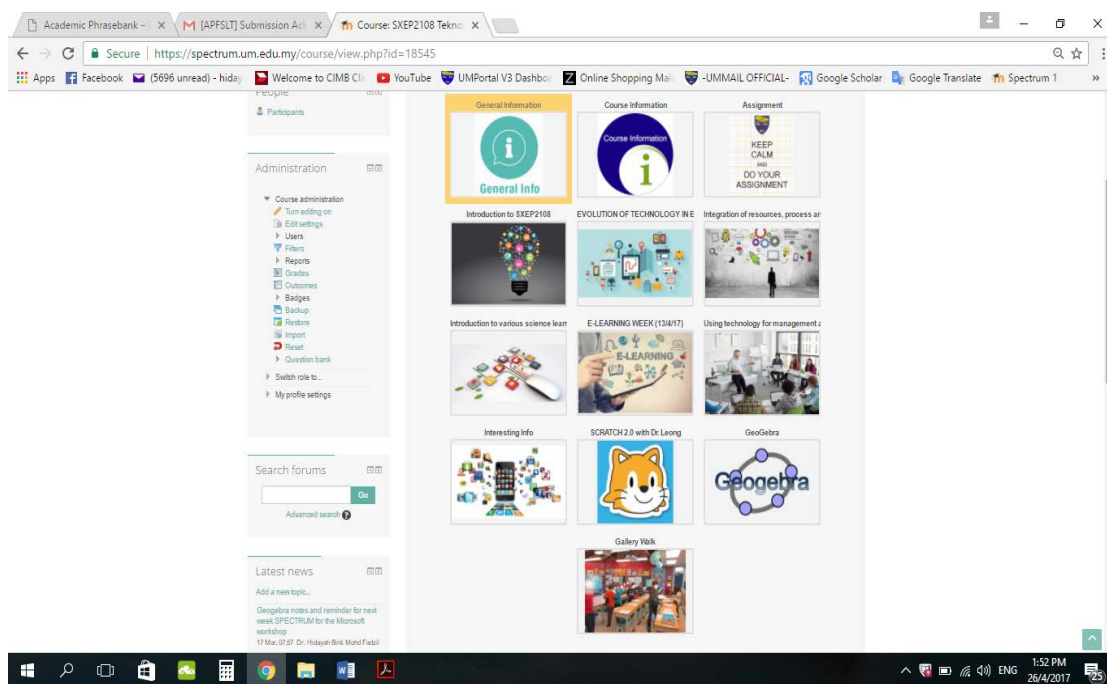 Academic Phrasebank –
[APFSLT] Submission Ack
Course: SXEP2108 Teknol
Secure
https://spectrum.um.edu.my/course/view.php?id=18545
Apps
Facebook
(5696 unread) - hiday
Welcome to CIMB Clic
YouTube
UMPortal V3 Dashboa
Online Shopping Mal
-UMMAIL OFFICIAL-
Google Scholar
Google Translate
Spectrum 1
»
People
Participants
Administration
Course administration
Turn editing on
Edit settings
Users
Filters
Reports
Grades
Outcomes
Badges
Backup
Restore
Import
Reset
Question bank
Switch role to...
My profile settings
Search forums
Go
Advanced search
Latest news
Add a new topic...
Geogebra notes and reminder for next
week SPECTRUM for the Microsoft
workshop
17 Mar, 07:57 Dr. Hidayah Binti Mohd Fadzil
General Information
General Info
Course Information
Course Information
Assignment
KEEP
CALM
AND
DO YOUR
ASSIGNMENT
Introduction to SXEP2108
EVOLUTION OF TECHNOLOGY IN E
Integration of resources, process an
Introduction to various science learn
E-LEARNING WEEK (13/4/17)
E-LEARNING
Using technology for management a
Interesting Info
SCRATCH 2.0 with Dr. Leong
GeoGebra
Geogebra
Gallery Walk
ENG
1:52 PM
26/4/2017
25